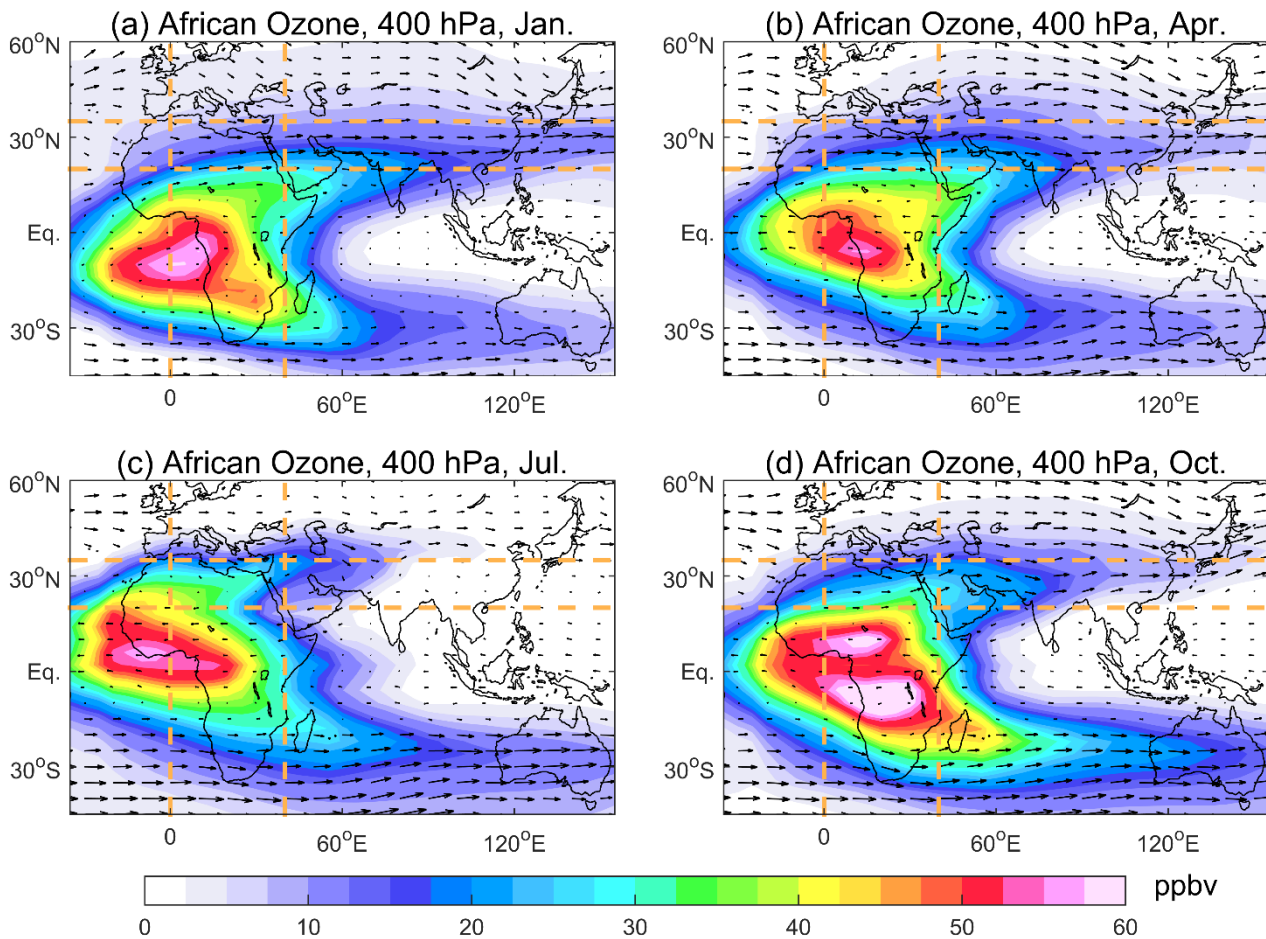 (a) African Ozone, 400 hPa, Jan.
60°N
30°N
Eq.
30°S
0
60°E
120°E
(b) African Ozone, 400 hPa, Apr.
60°N
30°N
Eq.
30°S
0
60°E
120°E
(c) African Ozone, 400 hPa, Jul.
60°N
30°N
Eq.
30°S
0
60°E
120°E
(d) African Ozone, 400 hPa, Oct.
60°N
30°N
Eq.
30°S
0
60°E
120°E
ppbv
0 10 20 30 40 50 60